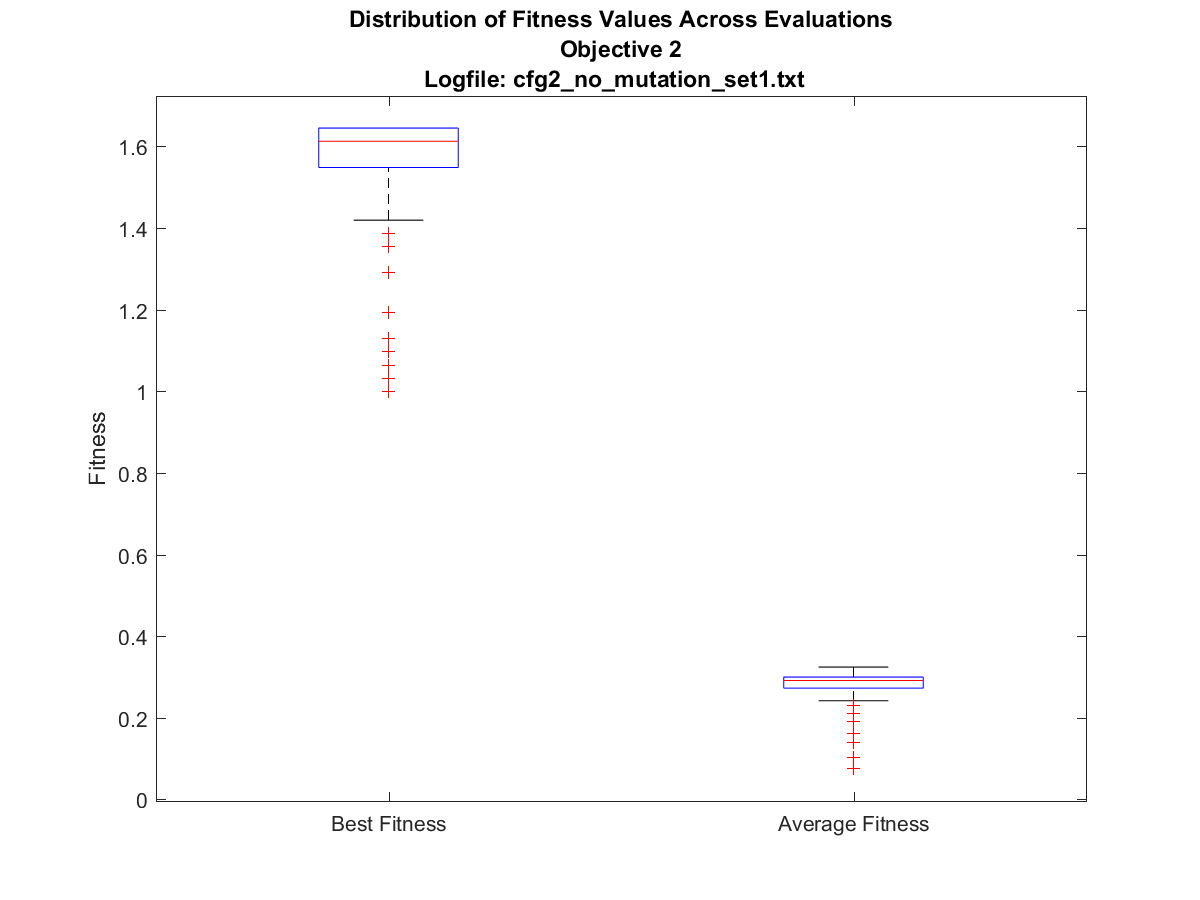 Distribution of Fitness Values Across Evaluations
Objective 2
Logfile: cfg2_no_mutation_set1.txt
1.6
1.4
1.2
1
0.8
0.6
0.4
0.2
0
Fitness
Best Fitness
Average Fitness